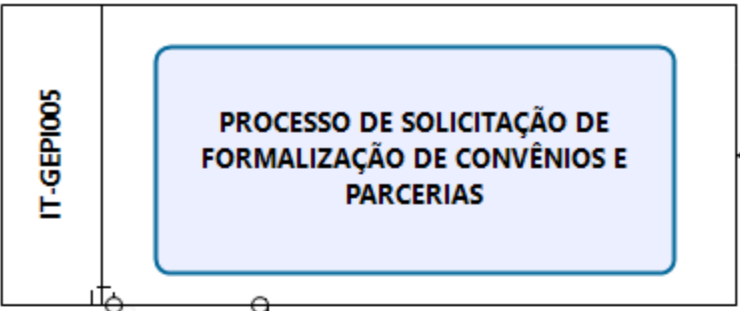 IT-GEPI005
PROCESSO DE SOLICITAÇÃO DE
FORMALIZAÇÃO DE CONVÊNIOS E
PARCERIAS